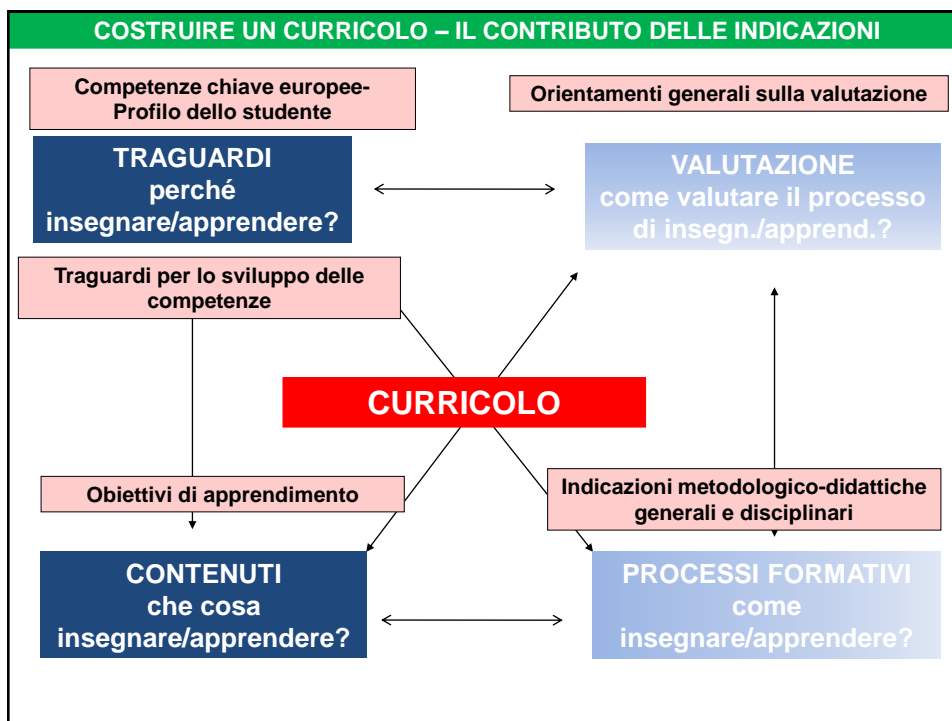 COSTRUIRE UN CURRICOLO – IL CONTRIBUTO DELLE INDICAZIONI
Competenze chiave europee-
Profilo dello studente
Orientamenti generali sulla valutazione
TRAGUARDI
perché
insegnare/apprendere?
VALUTAZIONE
come valutare il processo
di insegn./apprend.?
Traguardi per lo sviluppo delle
competenze
CURRICOLO
Obiettivi di apprendimento
Indicazioni metodologico-didattiche
generali e disciplinari
CONTENUTI
che cosa
insegnare/apprendere?
PROCESSI FORMATIVI
come
insegnare/apprendere?